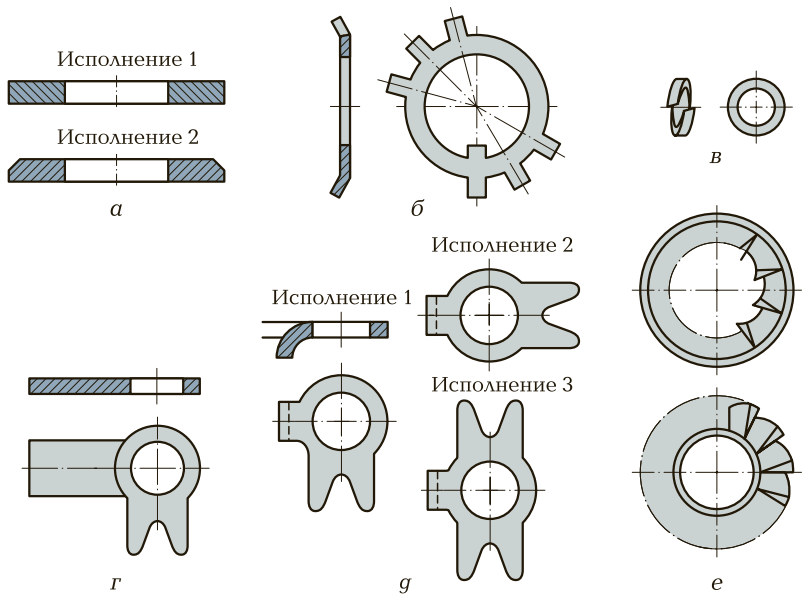 Исполнение 1
Исполнение 2
а
б
в
Исполнение 2
Исполнение 1
Исполнение 3
г
д
е